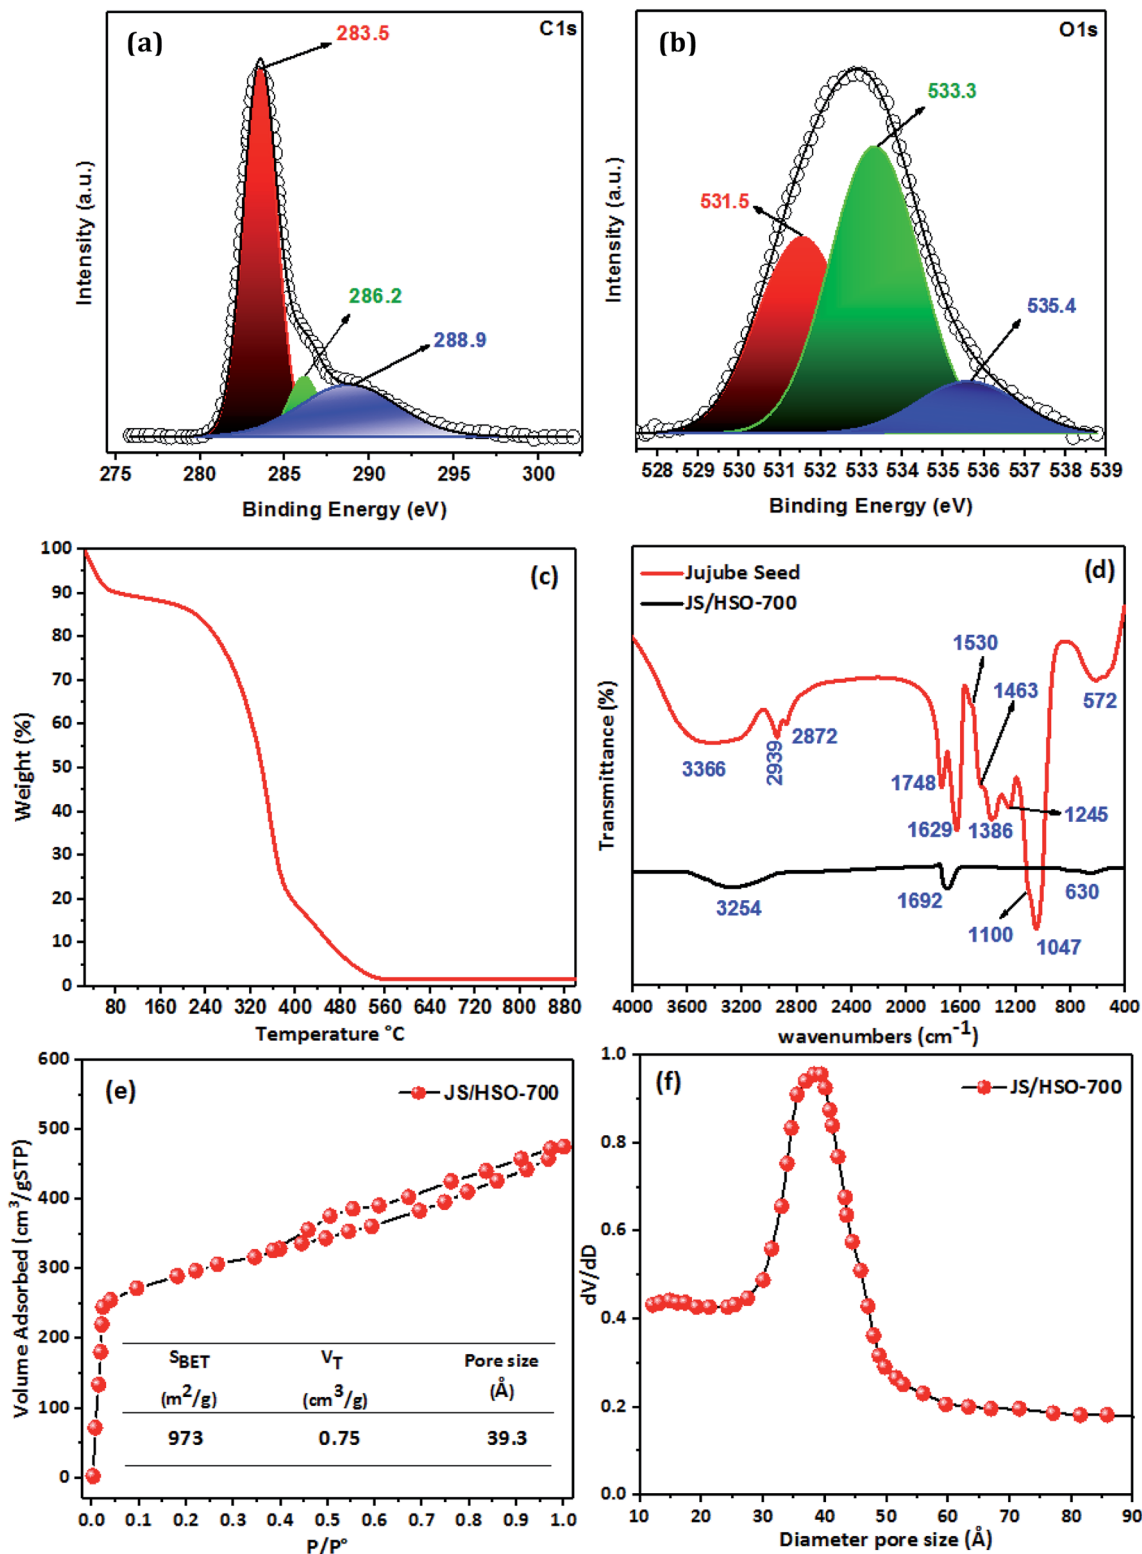 (a)
C1s
283.5
286.2
288.9
Intensity (a.u.)
275 280 285 290 295 300
Binding Energy (eV)
(b)
O1s
533.3
531.5
535.4
Intensity (a.u.)
528 529 530 531 532 533 534 535 536 537 538 539
Binding Energy (eV)
(c)
100
90
80
70
60
50
40
30
20
10
0
Weight (%)
80 160 240 320 400 480 560 640 720 800 880
Temperature °C
(d)
Jujube Seed
JS/HSO-700
1530
1463
572
3366
2939
2872
1748
1629
1386
1245
3254
1692
630
1100
1047
Transmittance (%)
4000 3200 2000 1600 1200 800 400
wavenumbers (cm⁻¹)
(e)
JS/HSO-700
600
500
400
300
200
100
0
Volume Adsorbed (cm³/gSTP)
S_BET V_T Pore size
(m²/g) (cm³/g) (Å)
973 0.75 39.3
0.0 0.1 0.2 0.3 0.4 0.5 0.6 0.7 0.8 0.9 1.0
P/P°
(f)
JS/HSO-700
1.0
0.8
0.6
0.4
0.2
0
dV/dD
10 20 30 40 50 60 70 80 90
Diameter pore size (Å)